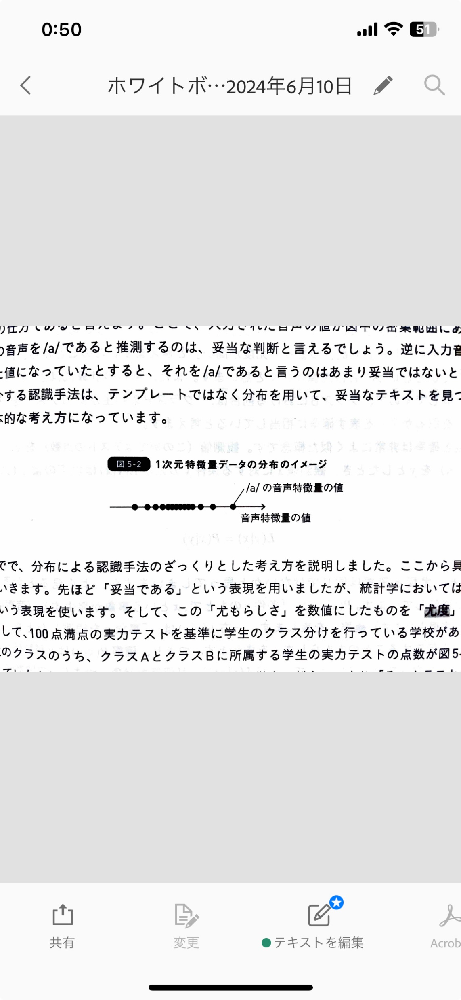 0:50
51
ホワイトボ…2024年6月10日
の音声を/a/であると推測するのは、妥当な判断と言えるでしょう。逆に入力音
値になっていたとすると、それを/a/であると言うのはあまり妥当ではないと
する認識手法は、テンプレートではなく分布を用いて、妥当なテキストを見つ
的な考え方になっています。
図5-2 1次元特徴量データの分布のイメージ
/a/ の音声特徴量の値
音声特徴量の値
でで、分布による認識手法のざっくりとした考え方を説明しました。ここから具
いきます。先ほど「妥当である」という表現を用いましたが、統計学においては
いう表現を使います。そして、この「尤もらしさ」を数値にしたものを「尤度」
して、100点満点の実力テストを基準に学生のクラス分けを行っている学校があ
のクラスのうち、クラスAとクラスBに所属する学生の実力テストの点数が図5-
共有
変更
テキストを編集
Acrob